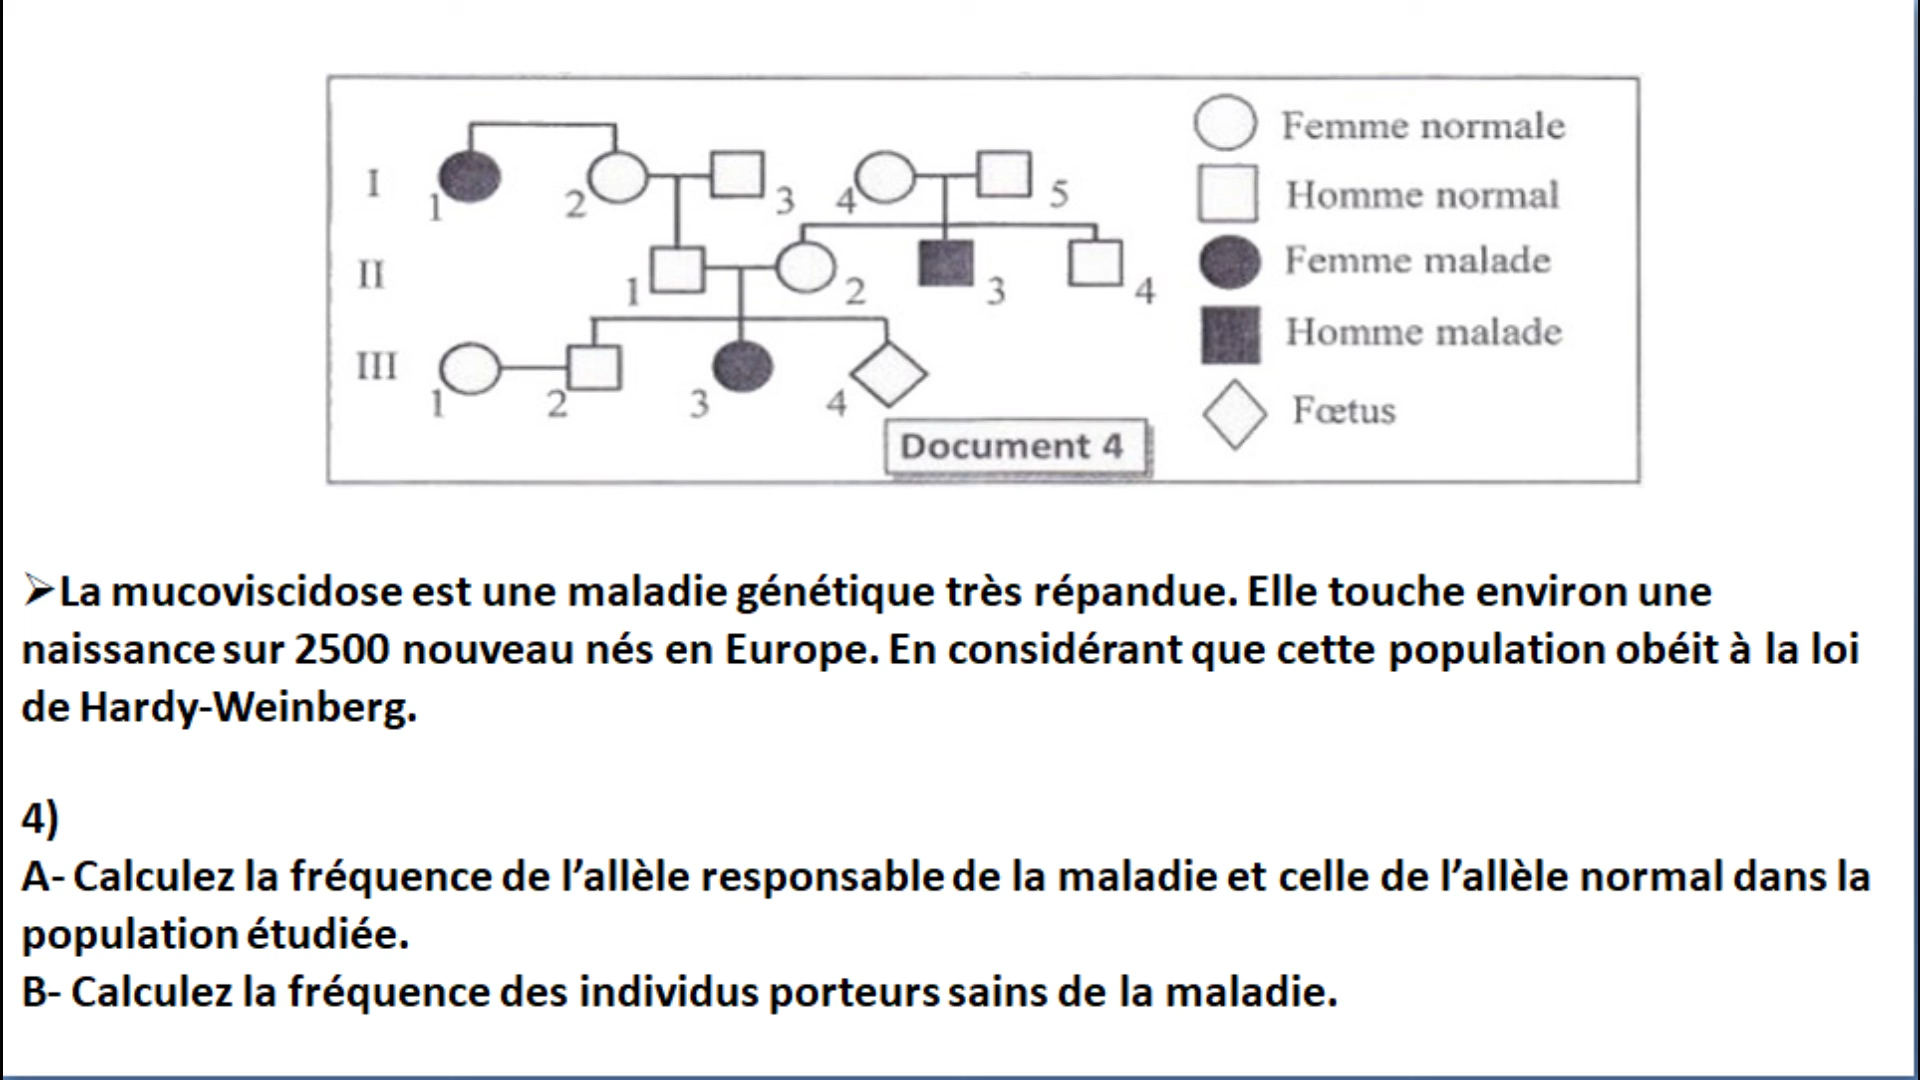 Femme normale
I
1
2
3
4
5
Homme normal
II
1
2
3
4
Femme malade
Homme malade
III
1
2
3
4
Fœtus
Document 4
➢La mucoviscidose est une maladie génétique très répandue. Elle touche environ une
naissance sur 2500 nouveau nés en Europe. En considérant que cette population obéit à la loi
de Hardy-Weinberg.
4)
A- Calculez la fréquence de l’allèle responsable de la maladie et celle de l’allèle normal dans la
population étudiée.
B- Calculez la fréquence des individus porteurs sains de la maladie.